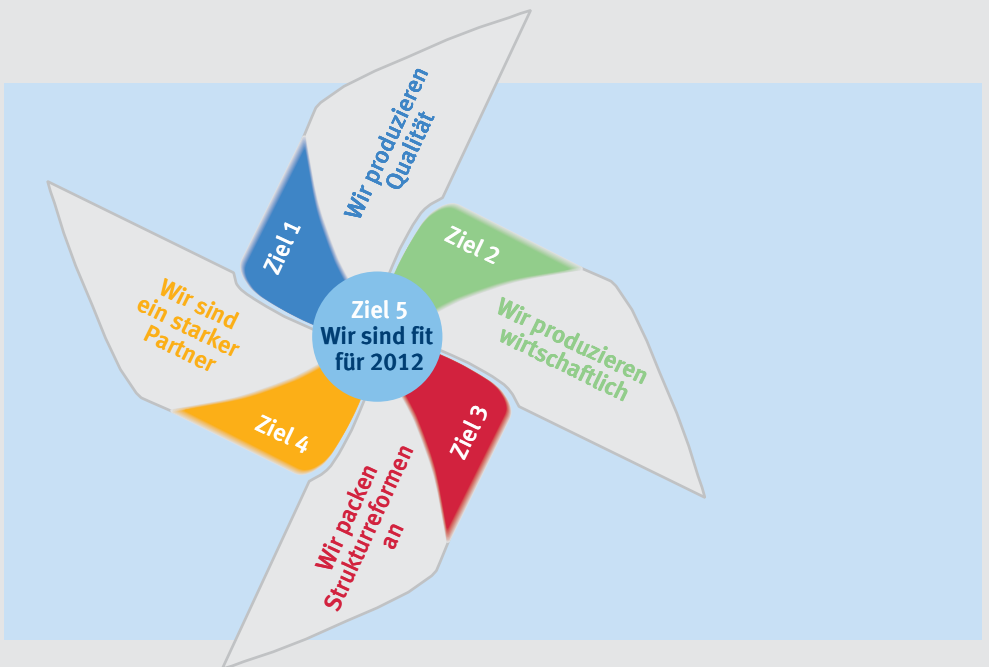 Ziel 1
Wir produzieren
Qualität
Ziel 2
Wir produzieren
wirtschaftlich
Ziel 3
Wir packen
Strukturreformen
an
Ziel 4
Wir sind
ein starker
Partner
Ziel 5
Wir sind fit
für 2012